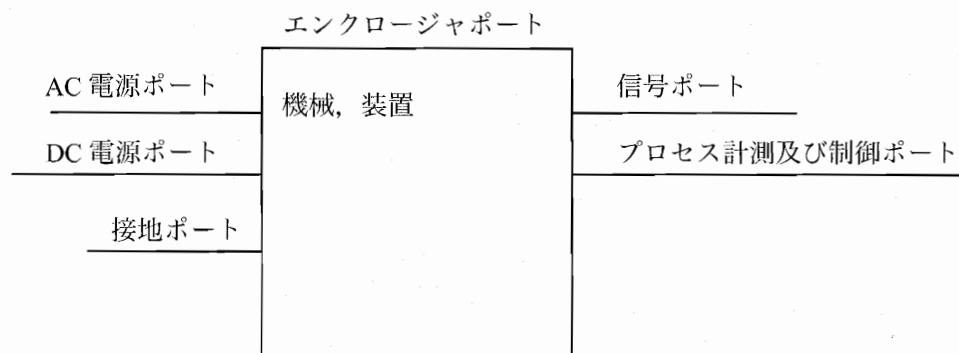 エンクロージャポート
AC 電源ポート
信号ポート
機械，装置
DC 電源ポート
プロセス計測及び制御ポート
接地ポート